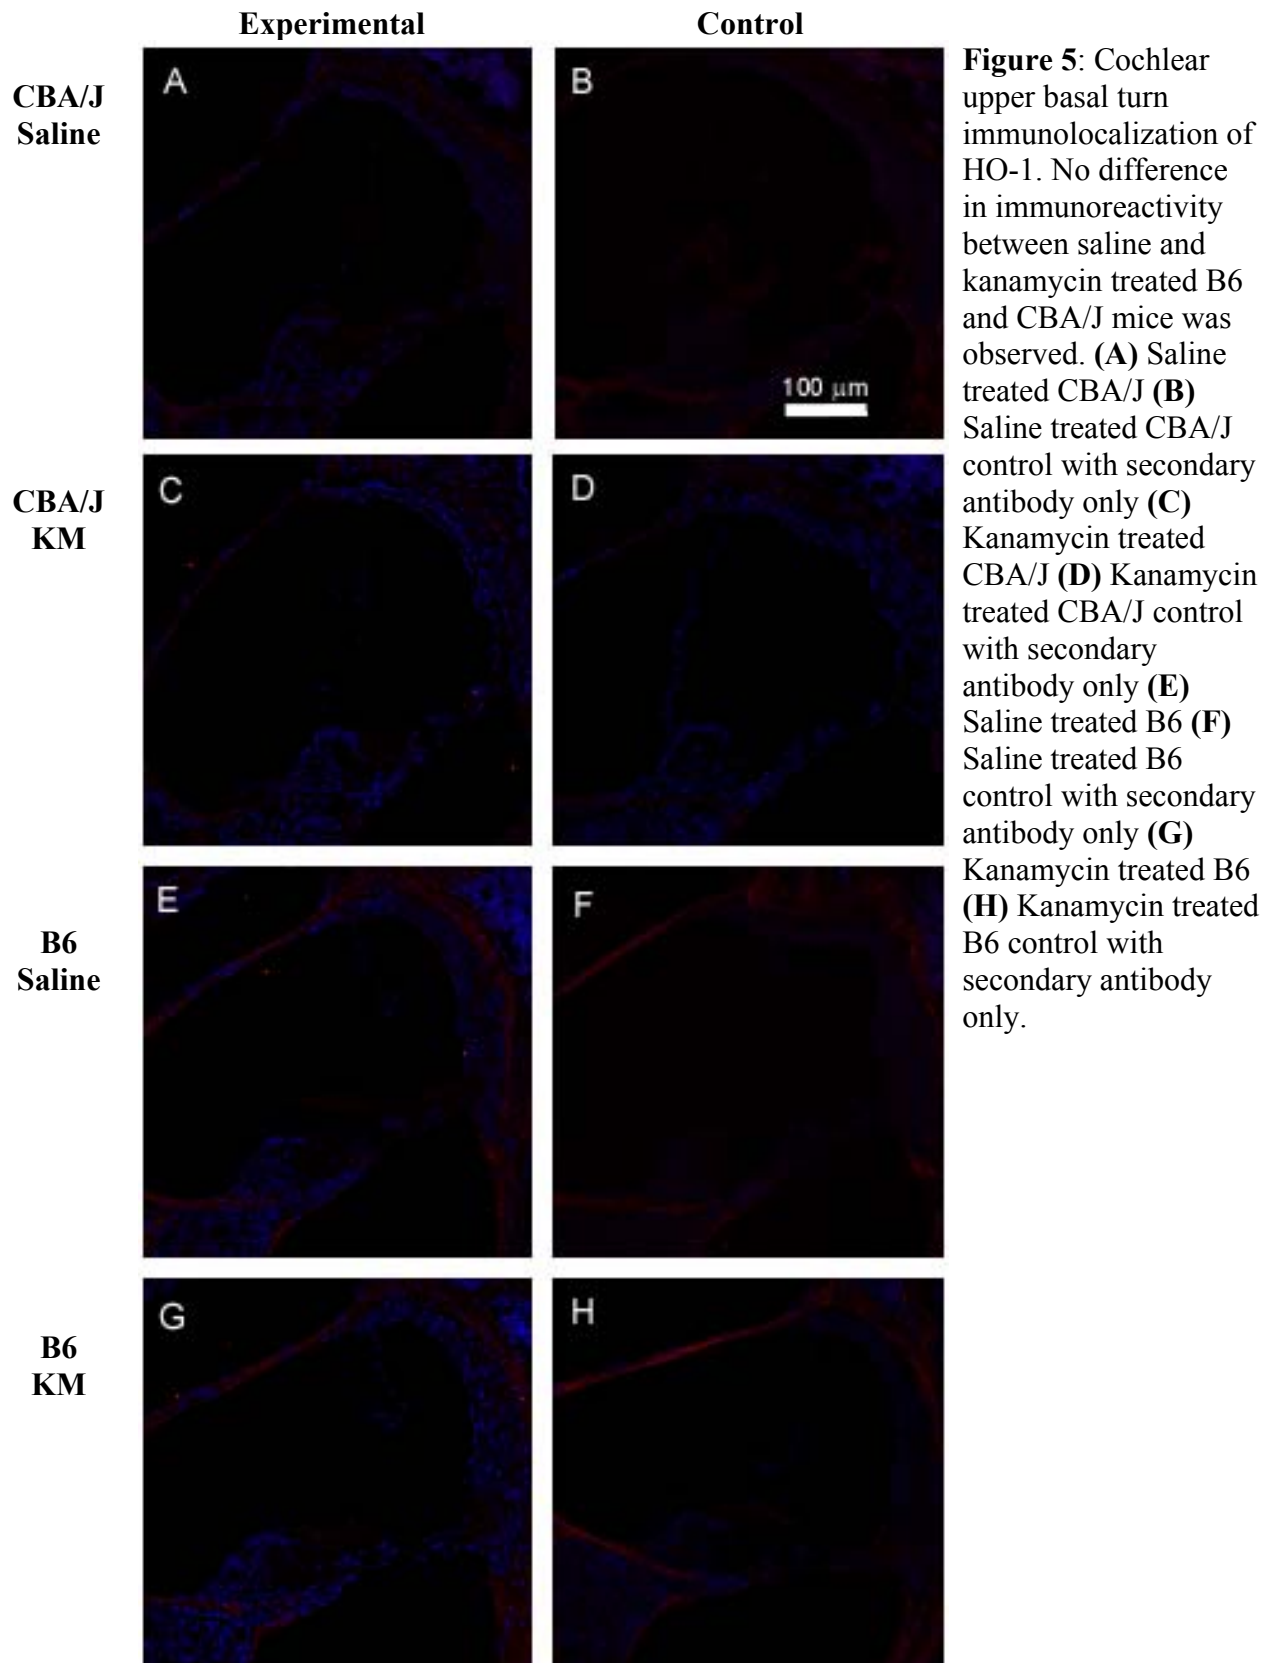 Experimental
Control
CBA/J
Saline
A
B
100 µm
CBA/J
KM
C
D
B6
Saline
E
F
B6
KM
G
H
Figure 5: Cochlear
upper basal turn
immunolocalization of
HO-1. No difference
in immunoreactivity
between saline and
kanamycin treated B6
and CBA/J mice was
observed. (A) Saline
treated CBA/J (B)
Saline treated CBA/J
control with secondary
antibody only (C)
Kanamycin treated
CBA/J (D) Kanamycin
treated CBA/J control
with secondary
antibody only (E)
Saline treated B6 (F)
Saline treated B6
control with secondary
antibody only (G)
Kanamycin treated B6
(H) Kanamycin treated
B6 control with
secondary antibody
only.